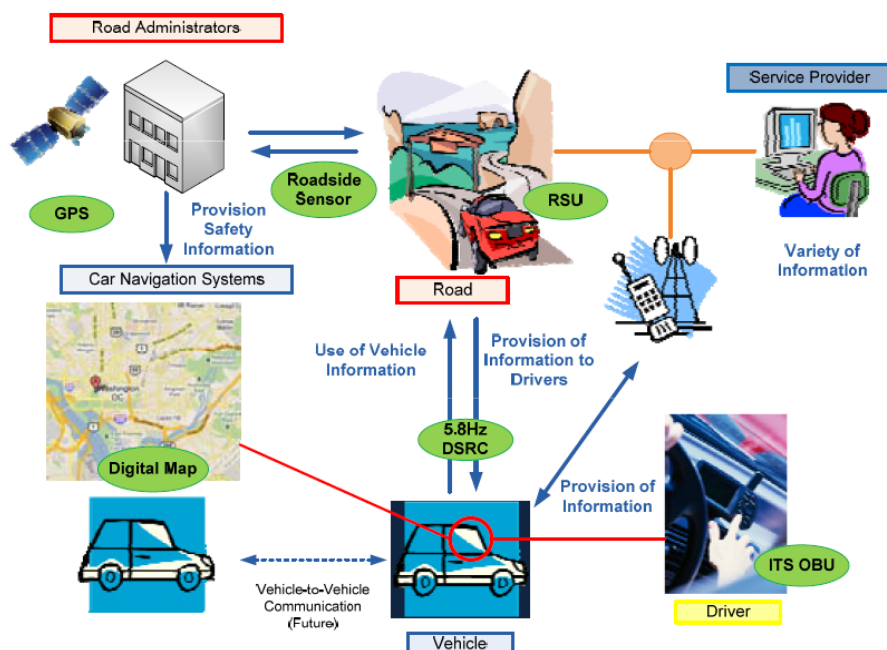 Road Administrators
Service Provider
Roadside
Sensor
RSU
GPS
Provision
Safety
Information
Variety of
Information
Car Navigation Systems
Road
Use of Vehicle
Information
Provision of
Information to
Drivers
Washington
DC
5.8Hz
DSRC
Digital Map
Provision of
Information
ITS OBU
Vehicle-to-Vehicle
Communication
(Future)
Driver
Vehicle